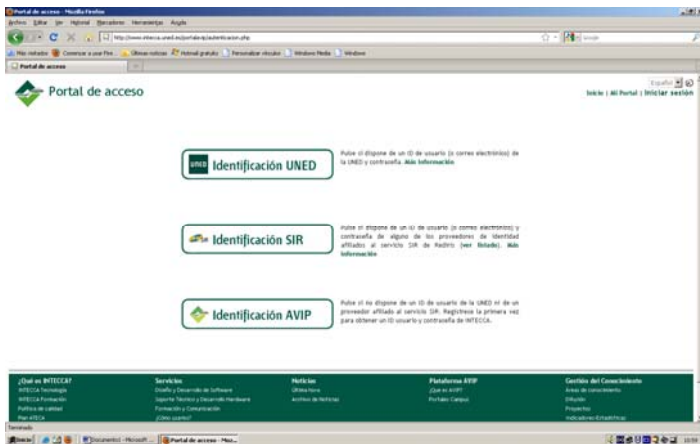 Portal de acceso - Mozilla Firefox
Archivo Editar Ver Historial Marcadores Herramientas Ayuda
http://www.intecca.uned.es/portalavip/autenticacion.php
Google
Más visitados Comenzar a usar Fire... Últimas noticias Hotmail gratuito Personalizar vínculos Windows Media Windows
Portal de acceso
Español
Portal de acceso
Inicio | Mi Portal | Iniciar sesión
UNED Identificación UNED
Pulse si dispone de un ID de usuario (o correo electrónico) de
la UNED y contraseña. Más información
Identificación SIR
Pulse si dispone de un ID de usuario (o correo electrónico) y
contraseña de alguno de los proveedores de identidad
afiliados al servicio SIR de RedIris (ver listado). Más
información
Identificación AVIP
Pulse si no dispone de un ID de usuario de la UNED ni de un
proveedor afiliado al servicio SIR. Regístrese la primera vez
para obtener un ID usuario y contraseña de INTECCA.
¿Qué es INTECCA? Servicios Noticias Plataforma AVIP Gestión del Conocimiento
INTECCA Tecnología Diseño y Desarrollo de Software Última hora ¿Qué es AVIP? Áreas de conocimiento
INTECCA Formación Soporte Técnico y Desarrollo Hardware Archivo de Noticias Portales Campus Difusión
Política de calidad Formación y Comunicación Proyectos
Plan ATECA ¿Cómo usarlo? Indicadores Estadísticos
Terminado
Inicio Documento1 - Microsoft ... Portal de acceso - Moz...